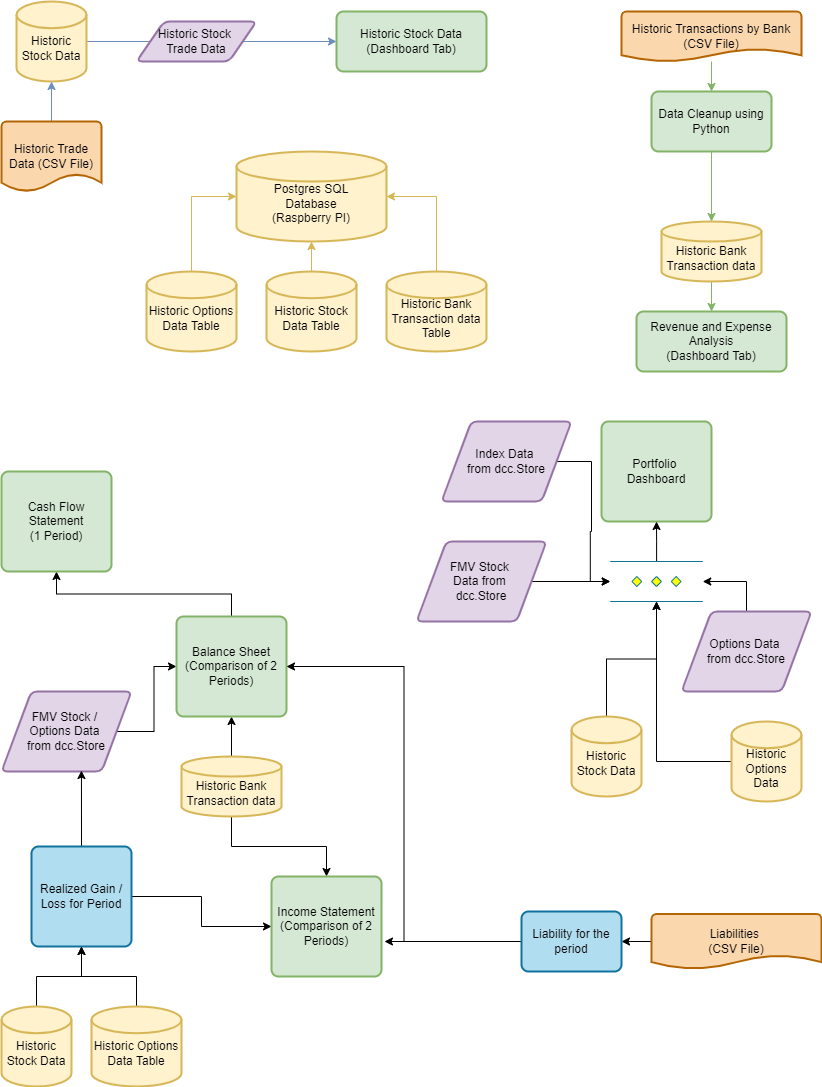 Historic
Stock Data
Historic Stock
Trade Data
Historic Stock Data
(Dashboard Tab)
Historic Trade
Data (CSV File)
Historic Transactions by Bank
(CSV File)
Data Cleanup using
Python
Historic Bank
Transaction data
Revenue and Expense
Analysis
(Dashboard Tab)
Postgres SQL
Database
(Raspberry PI)
Historic Options
Data Table
Historic Stock
Data Table
Historic Bank
Transaction data
Table
Index Data
from dcc.Store
Portfolio
Dashboard
FMV Stock
Data from
dcc.Store
Options Data
from dcc.Store
Historic
Stock Data
Historic
Options
Data
Cash Flow
Statement
(1 Period)
Balance Sheet
(Comparison of 2
Periods)
FMV Stock /
Options Data
from dcc.Store
Historic Bank
Transaction data
Realized Gain /
Loss for Period
Income Statement
(Comparison of 2
Periods)
Liability for the
period
Liabilities
(CSV File)
Historic
Stock Data
Historic Options
Data Table